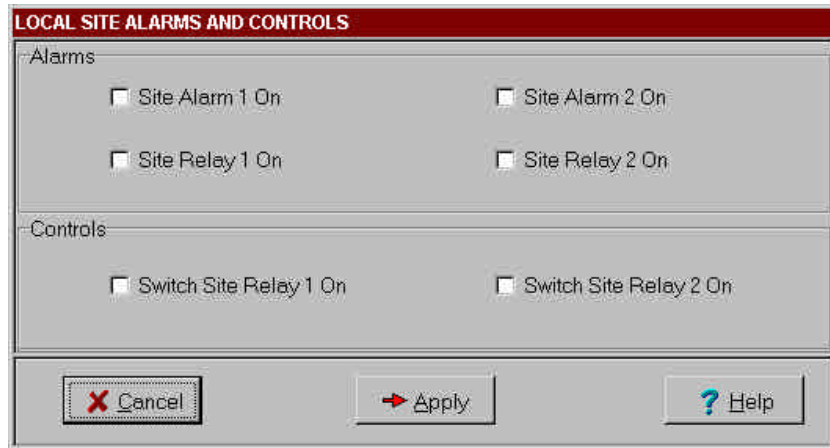 LOCAL SITE ALARMS AND CONTROLS
Alarms
Site Alarm 1 On
Site Alarm 2 On
Site Relay 1 On
Site Relay 2 On
Controls
Switch Site Relay 1 On
Switch Site Relay 2 On
Cancel
Apply
? Help